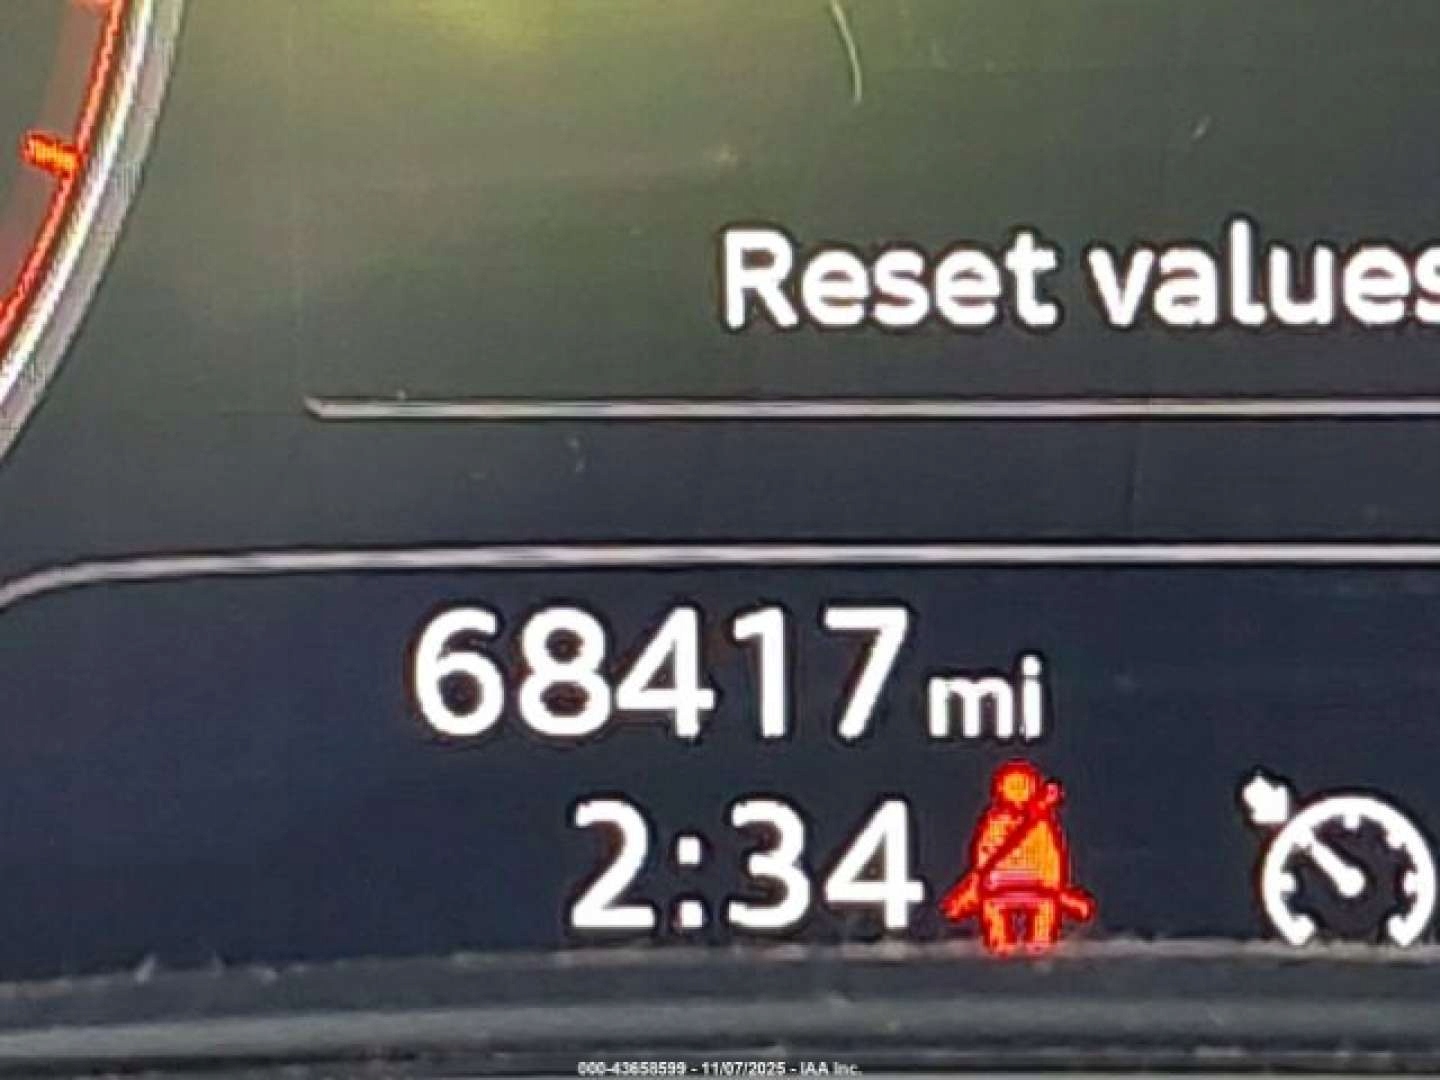 Reset values
68417 mi
2:34
000-43658599 - 11/07/2025 - IAA Inc.